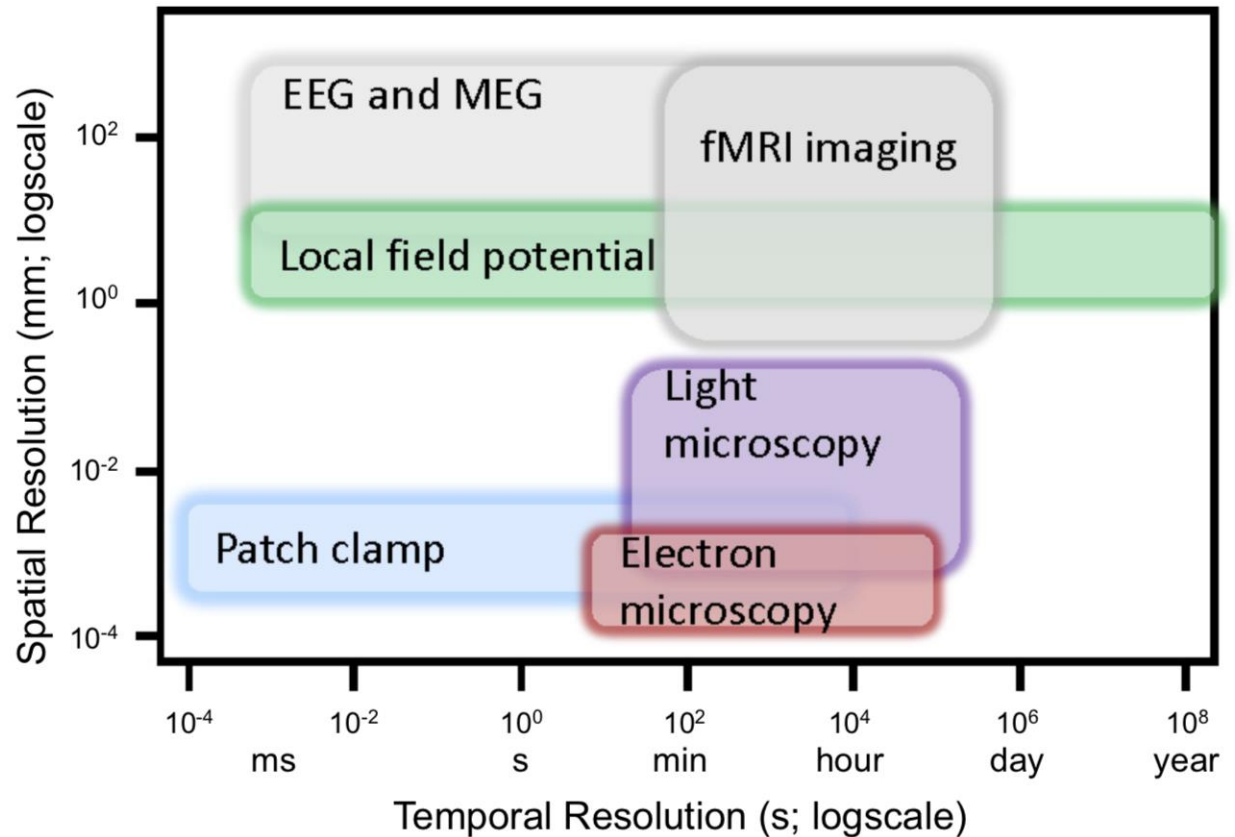 Spatial Resolution (mm; logscale)
10²
10⁰
10⁻²
10⁻⁴
EEG and MEG
fMRI imaging
Local field potential
Light
microscopy
Patch clamp
Electron
microscopy
10⁻⁴ 10⁻² 10⁰ 10² 10⁴ 10⁶ 10⁸
ms s min hour day year
Temporal Resolution (s; logscale)